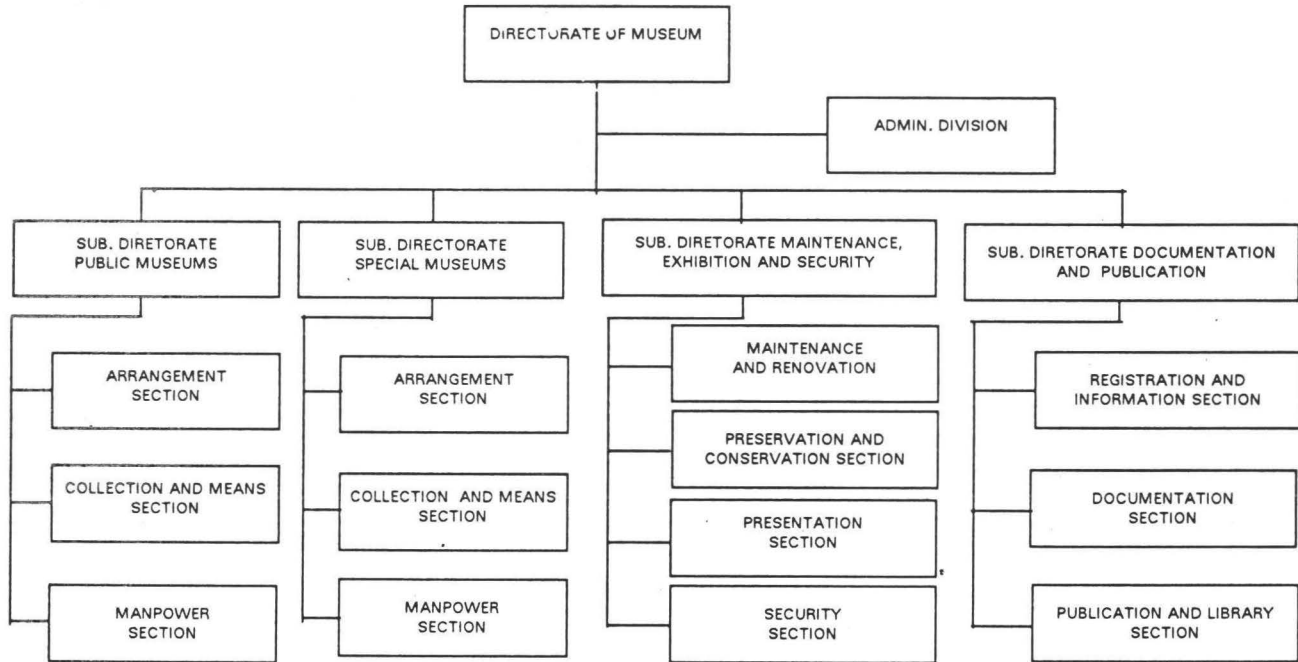 DIRECTORATE OF MUSEUM
ADMIN. DIVISION
SUB. DIRETORATE
PUBLIC MUSEUMS
SUB. DIRECTORATE
SPECIAL MUSEUMS
SUB. DIRETORATE MAINTENANCE,
EXHIBITION AND SECURITY
SUB. DIRETORATE DOCUMENTATION
AND PUBLICATION
ARRANGEMENT
SECTION
COLLECTION AND MEANS
SECTION
MANPOWER
SECTION
ARRANGEMENT
SECTION
COLLECTION AND MEANS
SECTION
MANPOWER
SECTION
MAINTENANCE
AND RENOVATION
PRESERVATION AND
CONSERVATION SECTION
PRESENTATION
SECTION
SECURITY
SECTION
REGISTRATION AND
INFORMATION SECTION
DOCUMENTATION
SECTION
PUBLICATION AND LIBRARY
SECTION